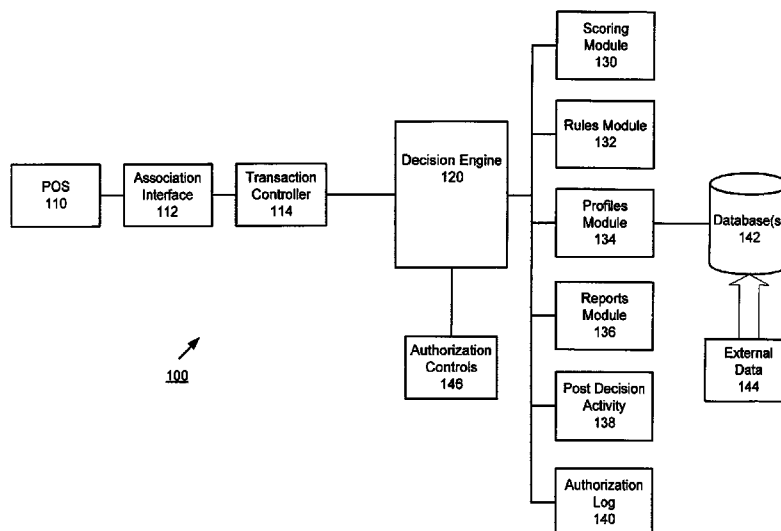 Scoring
Module
130
Rules Module
132
Decision Engine
120
POS
110
Association
Interface
112
Transaction
Controller
114
Profiles
Module
134
Database(s)
142
Reports
Module
136
Authorization
Controls
146
External
Data
144
100
Post Decision
Activity
138
Authorization
Log
140